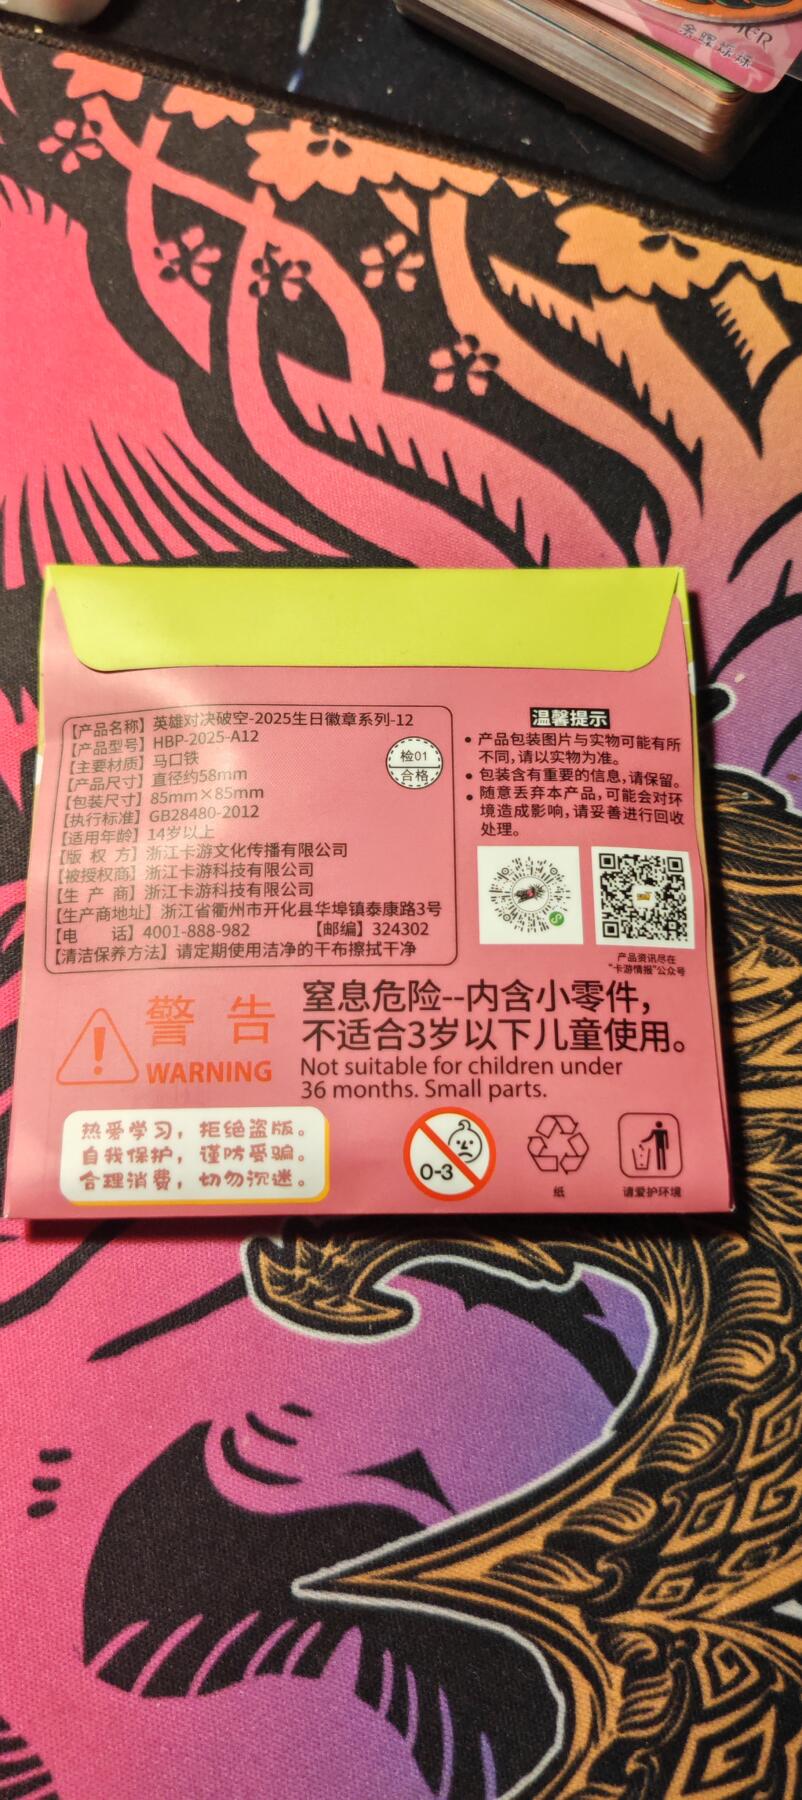 余晖烁烁
【产品名称】英雄对决破空-2025生日徽章系列-12
【产品型号】HBP-2025-A12
【主要材质】马口铁
【产品尺寸】直径约58mm
【包装尺寸】85mm×85mm
【执行标准】GB28480-2012
【适用年龄】14岁以上
【版 权 方】浙江卡游文化传播有限公司
【被授权商】浙江卡游科技有限公司
【生 产 商】浙江卡游科技有限公司
【生产商地址】浙江省衢州市开化县华埠镇泰康路3号
【电 话】4001-888-982 【邮编】324302
【清洁保养方法】请定期使用洁净的干布擦拭干净
检01
合格
温馨提示
• 产品包装图片与实物可能有所
不同,请以实物为准。
• 包装含有重要的信息,请保留。
• 随意丢弃本产品,可能会对环
境造成影响,请妥善进行回收
处理。
产品资讯尽在
“卡游情报”公众号
警告
WARNING
窒息危险--内含小零件,
不适合3岁以下儿童使用。
Not suitable for children under
36 months. Small parts.
热爱学习，拒绝盗版。
自我保护，谨防受骗。
合理消费，切勿沉迷。
0-3
纸
请爱护环境